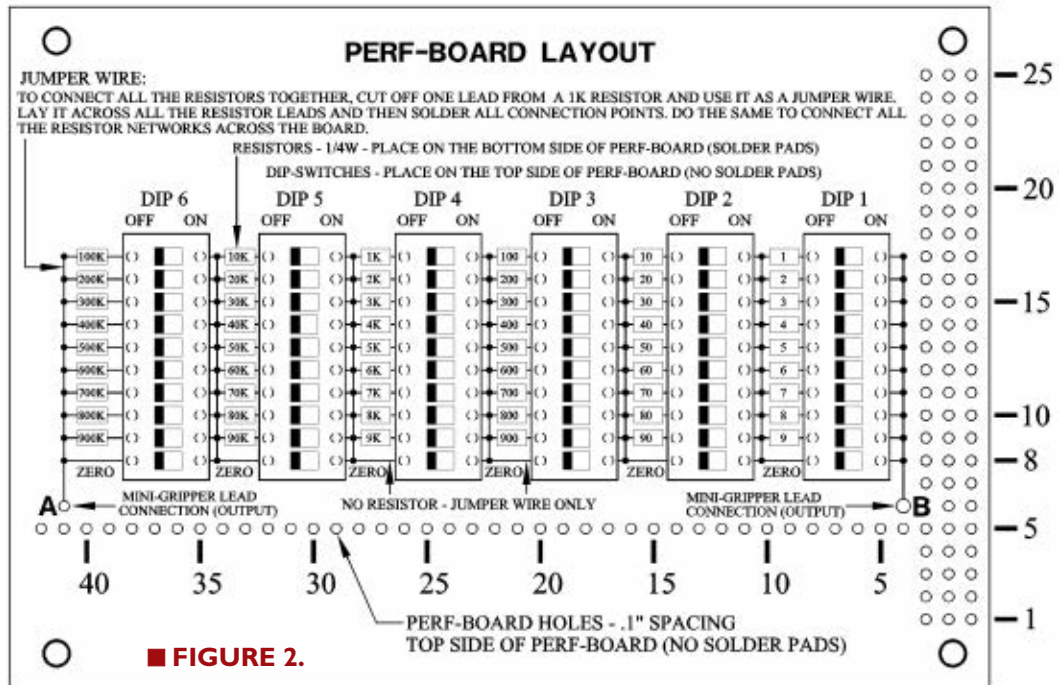 PERF-BOARD LAYOUT
JUMPER WIRE:
TO CONNECT ALL THE RESISTORS TOGETHER, CUT OFF ONE LEAD FROM A 1K RESISTOR AND USE IT AS A JUMPER WIRE.
LAY IT ACROSS ALL THE RESISTOR LEADS AND THEN SOLDER ALL CONNECTION POINTS. DO THE SAME TO CONNECT ALL
THE RESISTOR NETWORKS ACROSS THE BOARD.
RESISTORS - 1/4W - PLACE ON THE BOTTOM SIDE OF PERF-BOARD (SOLDER PADS)
DIP-SWITCHES - PLACE ON THE TOP SIDE OF PERF-BOARD (NO SOLDER PADS)
DIP 6 DIP 5 DIP 4 DIP 3 DIP 2 DIP 1
OFF ON OFF ON OFF ON OFF ON OFF ON OFF ON
100K 10K 1K 100 10 1
200K 20K 2K 200 20 2
300K 30K 3K 300 30 3
400K 40K 4K 400 40 4
500K 50K 5K 500 50 5
600K 60K 6K 600 60 6
700K 70K 7K 700 70 7
800K 80K 8K 800 80 8
900K 90K 9K 900 90 9
ZERO ZERO ZERO ZERO ZERO ZERO
A MINI-GRIPPER LEAD
CONNECTION (OUTPUT)
NO RESISTOR - JUMPER WIRE ONLY
MINI-GRIPPER LEAD
CONNECTION (OUTPUT)
B
25
20
15
10
8
5
1
40 35 30 25 20 15 10 5
PERF-BOARD HOLES - .1" SPACING
TOP SIDE OF PERF-BOARD (NO SOLDER PADS)
FIGURE 2.